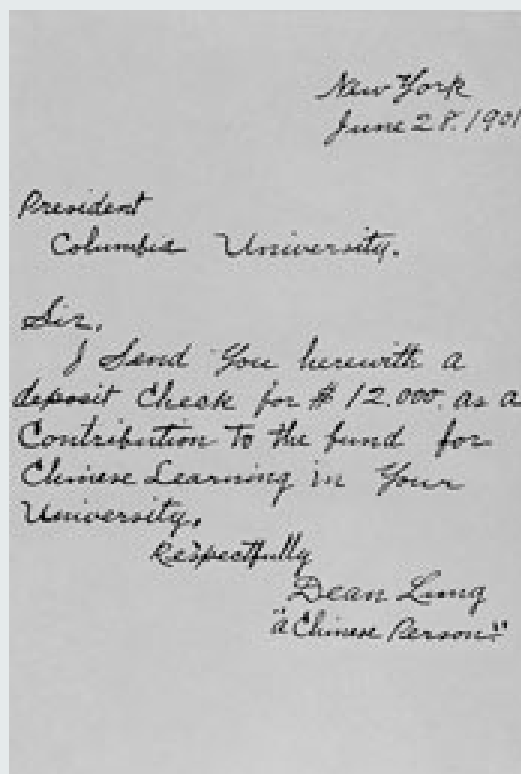 New York
June 28. 1901
President
Columbia University.
Sir.
I Send You herewith a
deposit Check for $ 12.000. as a
Contribution To the fund for
Chinese Learning in Your
University.
Respectfully
Dean Lung
"a Chinese Person."